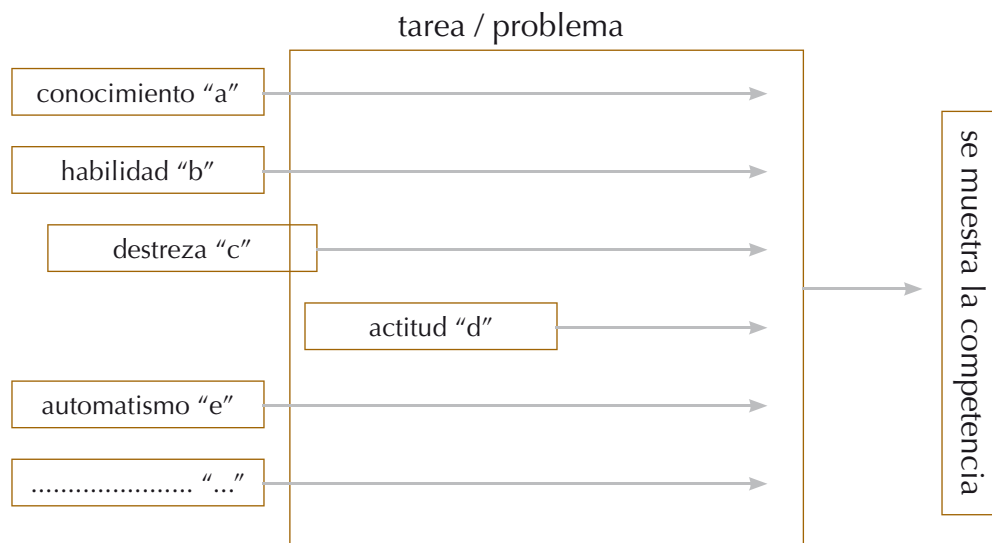 tarea / problema
conocimiento “a”
habilidad “b”
destreza “c”
actitud “d”
automatismo “e”
...................... “...”
se muestra la competencia